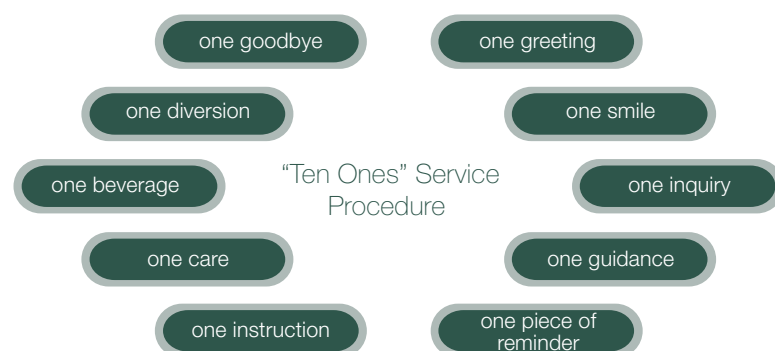 one goodbye
one greeting
one diversion
one smile
one beverage
“Ten Ones” Service
Procedure
one inquiry
one care
one guidance
one instruction
one piece of
reminder